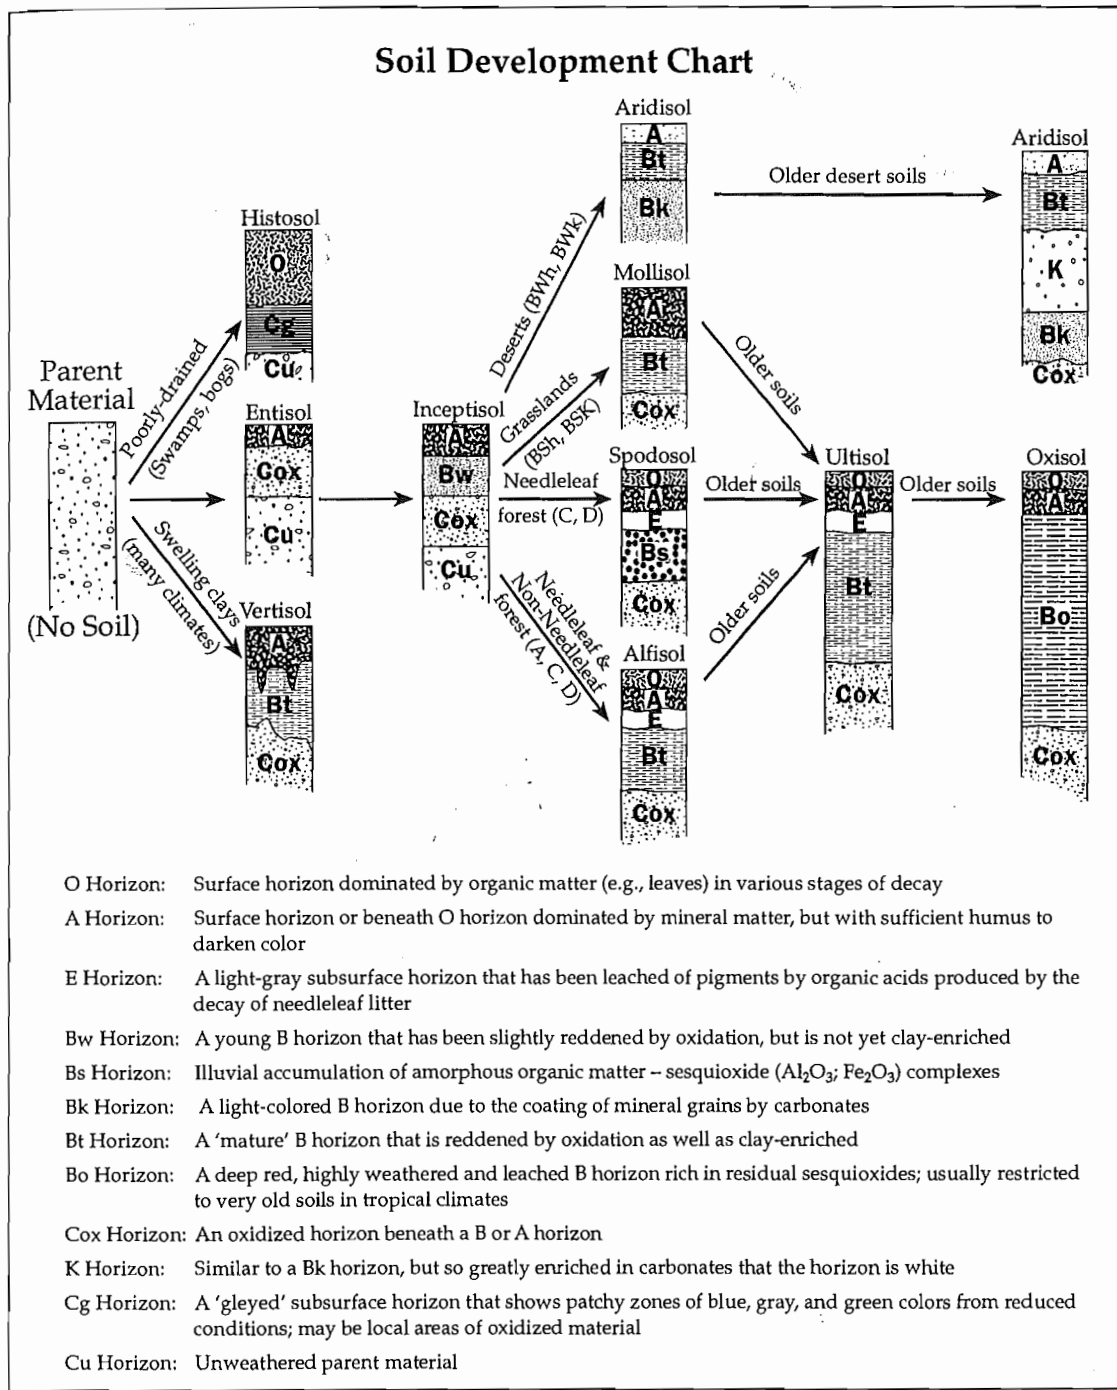 Soil Development Chart
Parent
Material
(No Soil)
Poorly-drained
(Swamps, bogs)
Swelling clays
(many climates)
Histosol
O
Cg
Cu
Entisol
A
Cox
Cu
Vertisol
A
Bt
Cox
Inceptisol
A
Bw
Cox
Cu
Deserts (BWh, BWk)
Grasslands
(BSh, BSK)
Needleleaf
forest (C, D)
Needleleaf &
Non-Needleleaf
forest (A, C, D)
Aridisol
A
Bt
Bk
Mollisol
A
Bt
Cox
Spodosol
O
A
E
Bs
Cox
Alfisol
O
A
E
Bt
Cox
Older desert soils
Older soils
Older soils
Older soils
Aridisol
A
Bt
K
Bk
Cox
Ultisol
O
A
E
Bt
Cox
Older soils
Oxisol
O
A
Bo
Cox
O Horizon: Surface horizon dominated by organic matter (e.g., leaves) in various stages of decay
A Horizon: Surface horizon or beneath O horizon dominated by mineral matter, but with sufficient humus to
darken color
E Horizon: A light-gray subsurface horizon that has been leached of pigments by organic acids produced by the
decay of needleleaf litter
Bw Horizon: A young B horizon that has been slightly reddened by oxidation, but is not yet clay-enriched
Bs Horizon: Illuvial accumulation of amorphous organic matter – sesquioxide (Al₂O₃; Fe₂O₃) complexes
Bk Horizon: A light-colored B horizon due to the coating of mineral grains by carbonates
Bt Horizon: A 'mature' B horizon that is reddened by oxidation as well as clay-enriched
Bo Horizon: A deep red, highly weathered and leached B horizon rich in residual sesquioxides; usually restricted
to very old soils in tropical climates
Cox Horizon: An oxidized horizon beneath a B or A horizon
K Horizon: Similar to a Bk horizon, but so greatly enriched in carbonates that the horizon is white
Cg Horizon: A 'gleyed' subsurface horizon that shows patchy zones of blue, gray, and green colors from reduced
conditions; may be local areas of oxidized material
Cu Horizon: Unweathered parent material